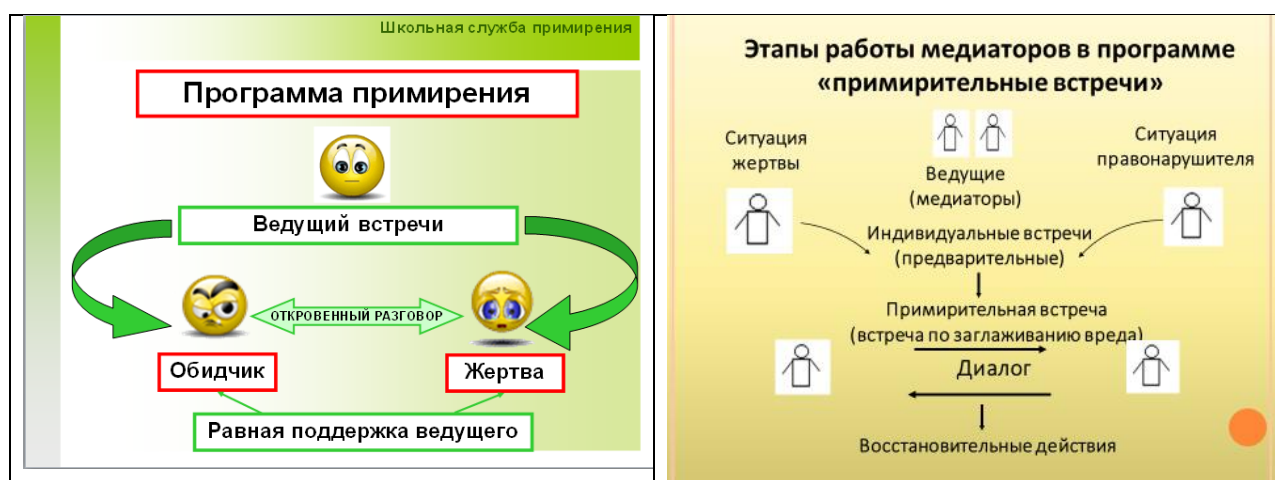 Школьная служба примирения
Программа примирения
Ведущий встречи
ОТКРОВЕННЫЙ РАЗГОВОР
Обидчик
Жертва
Равная поддержка ведущего
Этапы работы медиаторов в программе
«примирительные встречи»
Ситуация
жертвы
Ведущие
(медиаторы)
Ситуация
правонарушителя
Индивидуальные встречи
(предварительные)
Примирительная встреча
(встреча по заглаживанию вреда)
Диалог
Восстановительные действия